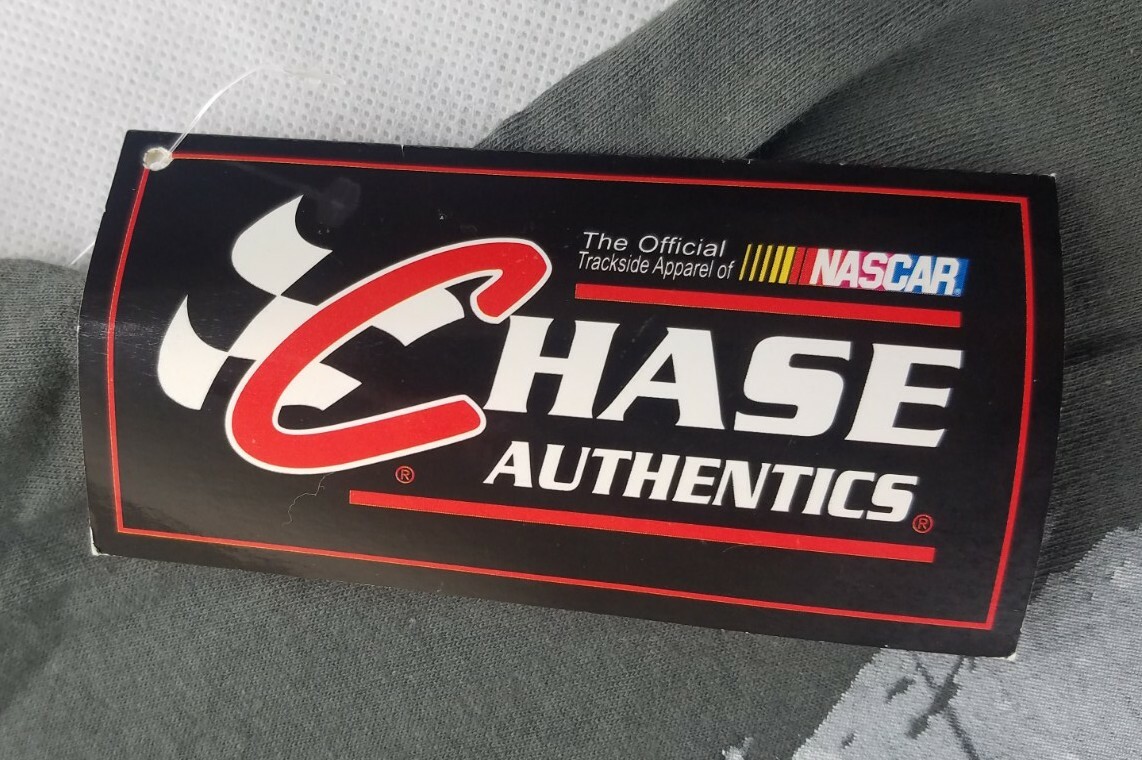 The Official
Trackside Apparel of NASCAR®
CHASE
AUTHENTICS®
®